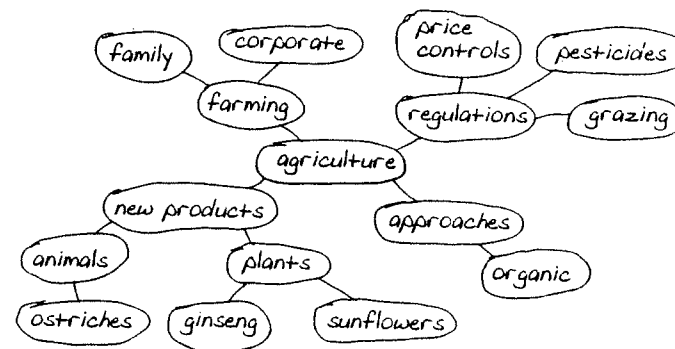 family
corporate
price
controls
pesticides
farming
regulations
grazing
agriculture
new products
approaches
animals
plants
organic
ostriches
ginseng
sunflowers